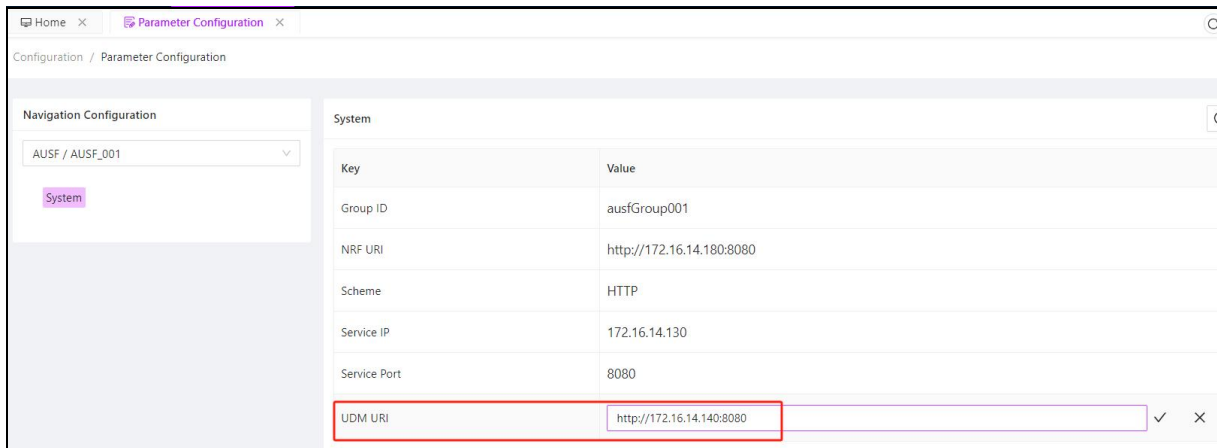 Home
Parameter Configuration
Configuration / Parameter Configuration
Navigation Configuration
AUSF / AUSF_001
System
System
Key Value
Group ID ausfGroup001
NRF URI http://172.16.14.180:8080
Scheme HTTP
Service IP 172.16.14.130
Service Port 8080
UDM URI http://172.16.14.140:8080